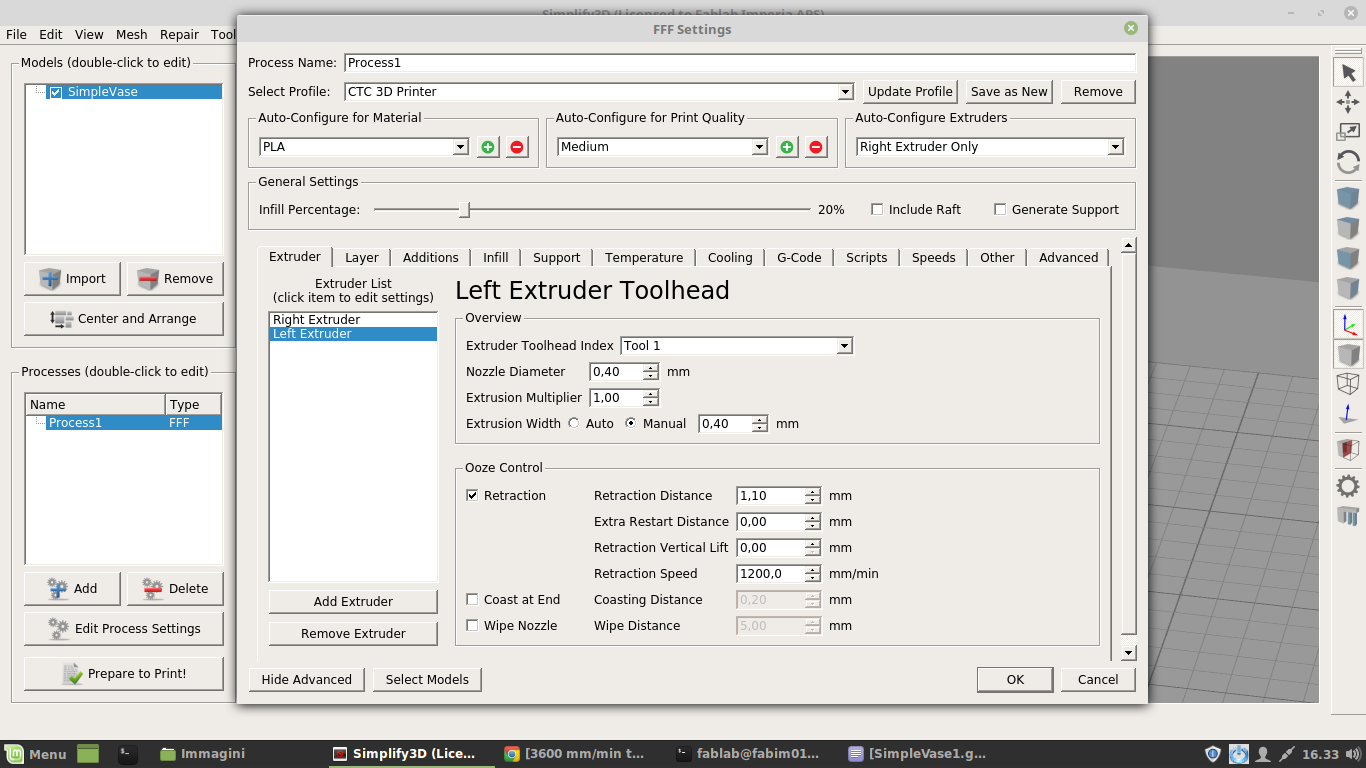 Simplify3D (Licensed to Fablab Imperia APS)
FFF Settings
File Edit View Mesh Repair Tool
Models (double-click to edit)
SimpleVase
Import
Remove
Center and Arrange
Processes (double-click to edit)
Name Type
Process1 FFF
Add
Delete
Edit Process Settings
Prepare to Print!
Process Name: Process1
Select Profile: CTC 3D Printer Update Profile Save as New Remove
Auto-Configure for Material Auto-Configure for Print Quality Auto-Configure Extruders
PLA Medium Right Extruder Only
General Settings
Infill Percentage: 20% Include Raft Generate Support
Extruder Layer Additions Infill Support Temperature Cooling G-Code Scripts Speeds Other Advanced
Extruder List
(click item to edit settings)
Right Extruder
Left Extruder
Add Extruder
Remove Extruder
Left Extruder Toolhead
Overview
Extruder Toolhead Index Tool 1
Nozzle Diameter 0,40 mm
Extrusion Multiplier 1,00
Extrusion Width Auto Manual 0,40 mm
Ooze Control
Retraction Retraction Distance 1,10 mm
Extra Restart Distance 0,00 mm
Retraction Vertical Lift 0,00 mm
Retraction Speed 1200,0 mm/min
Coast at End Coasting Distance 0,20 mm
Wipe Nozzle Wipe Distance 5,00 mm
Hide Advanced Select Models OK Cancel
Menu Immagini Simplify3D (Lice... [3600 mm/min t... fablab@fabim01... [SimpleVase1.g... 16.33